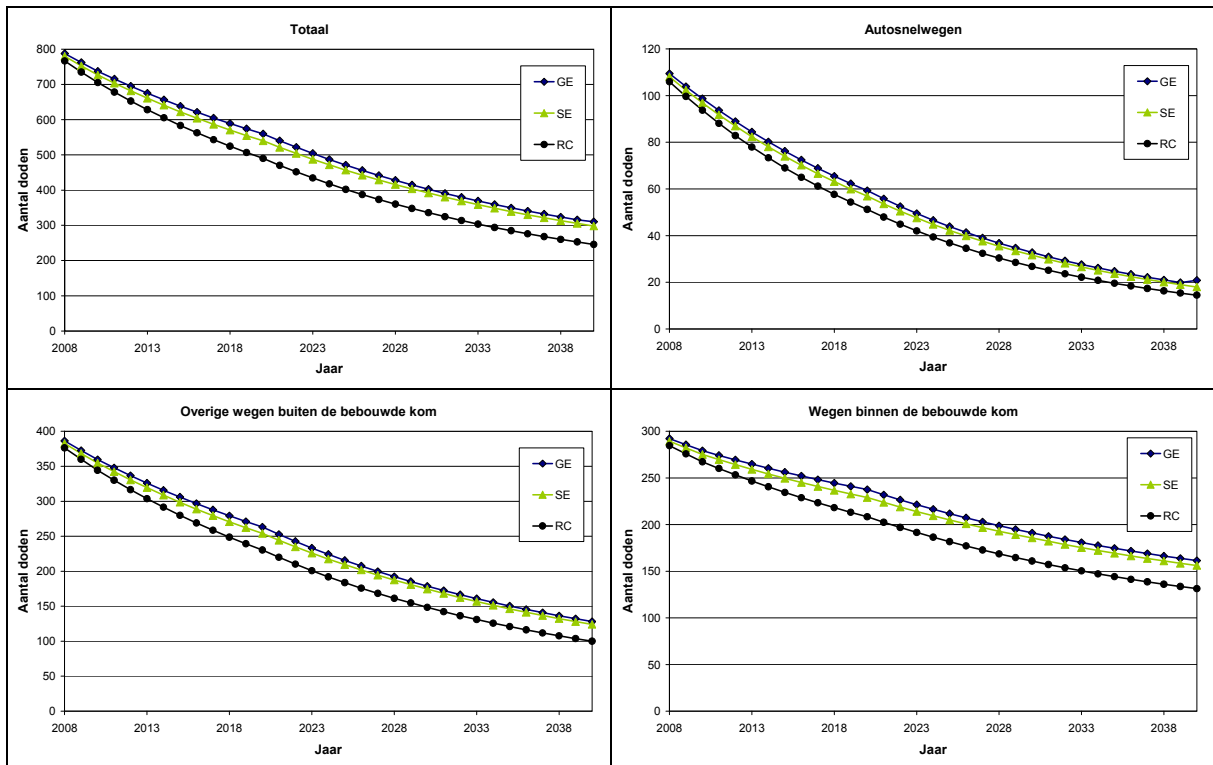 Totaal
Aantal doden
800
700
600
500
400
300
200
100
0
2008 2013 2018 2023 2028 2033 2038
Jaar
GE
SE
RC
Autosnelwegen
Aantal doden
120
100
80
60
40
20
0
2008 2013 2018 2023 2028 2033 2038
Jaar
GE
SE
RC
Overige wegen buiten de bebouwde kom
Aantal doden
400
350
300
250
200
150
100
50
0
2008 2013 2018 2023 2028 2033 2038
Jaar
GE
SE
RC
Wegen binnen de bebouwde kom
Aantal doden
300
250
200
150
100
50
0
2008 2013 2018 2023 2028 2033 2038
Jaar
GE
SE
RC